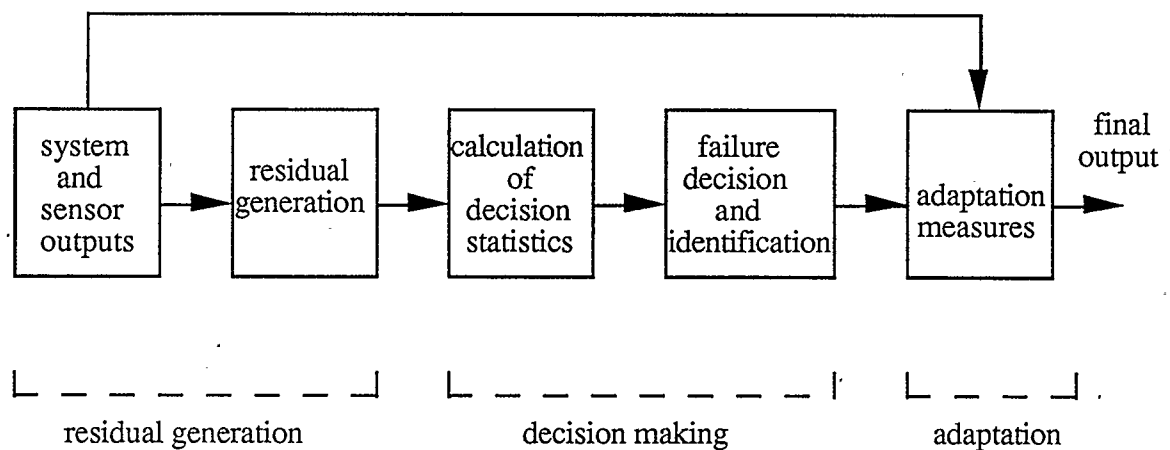 system
and
sensor
outputs
residual
generation
calculation
of
decision
statistics
failure
decision
and
identification
adaptation
measures
final
output
residual generation
decision making
adaptation